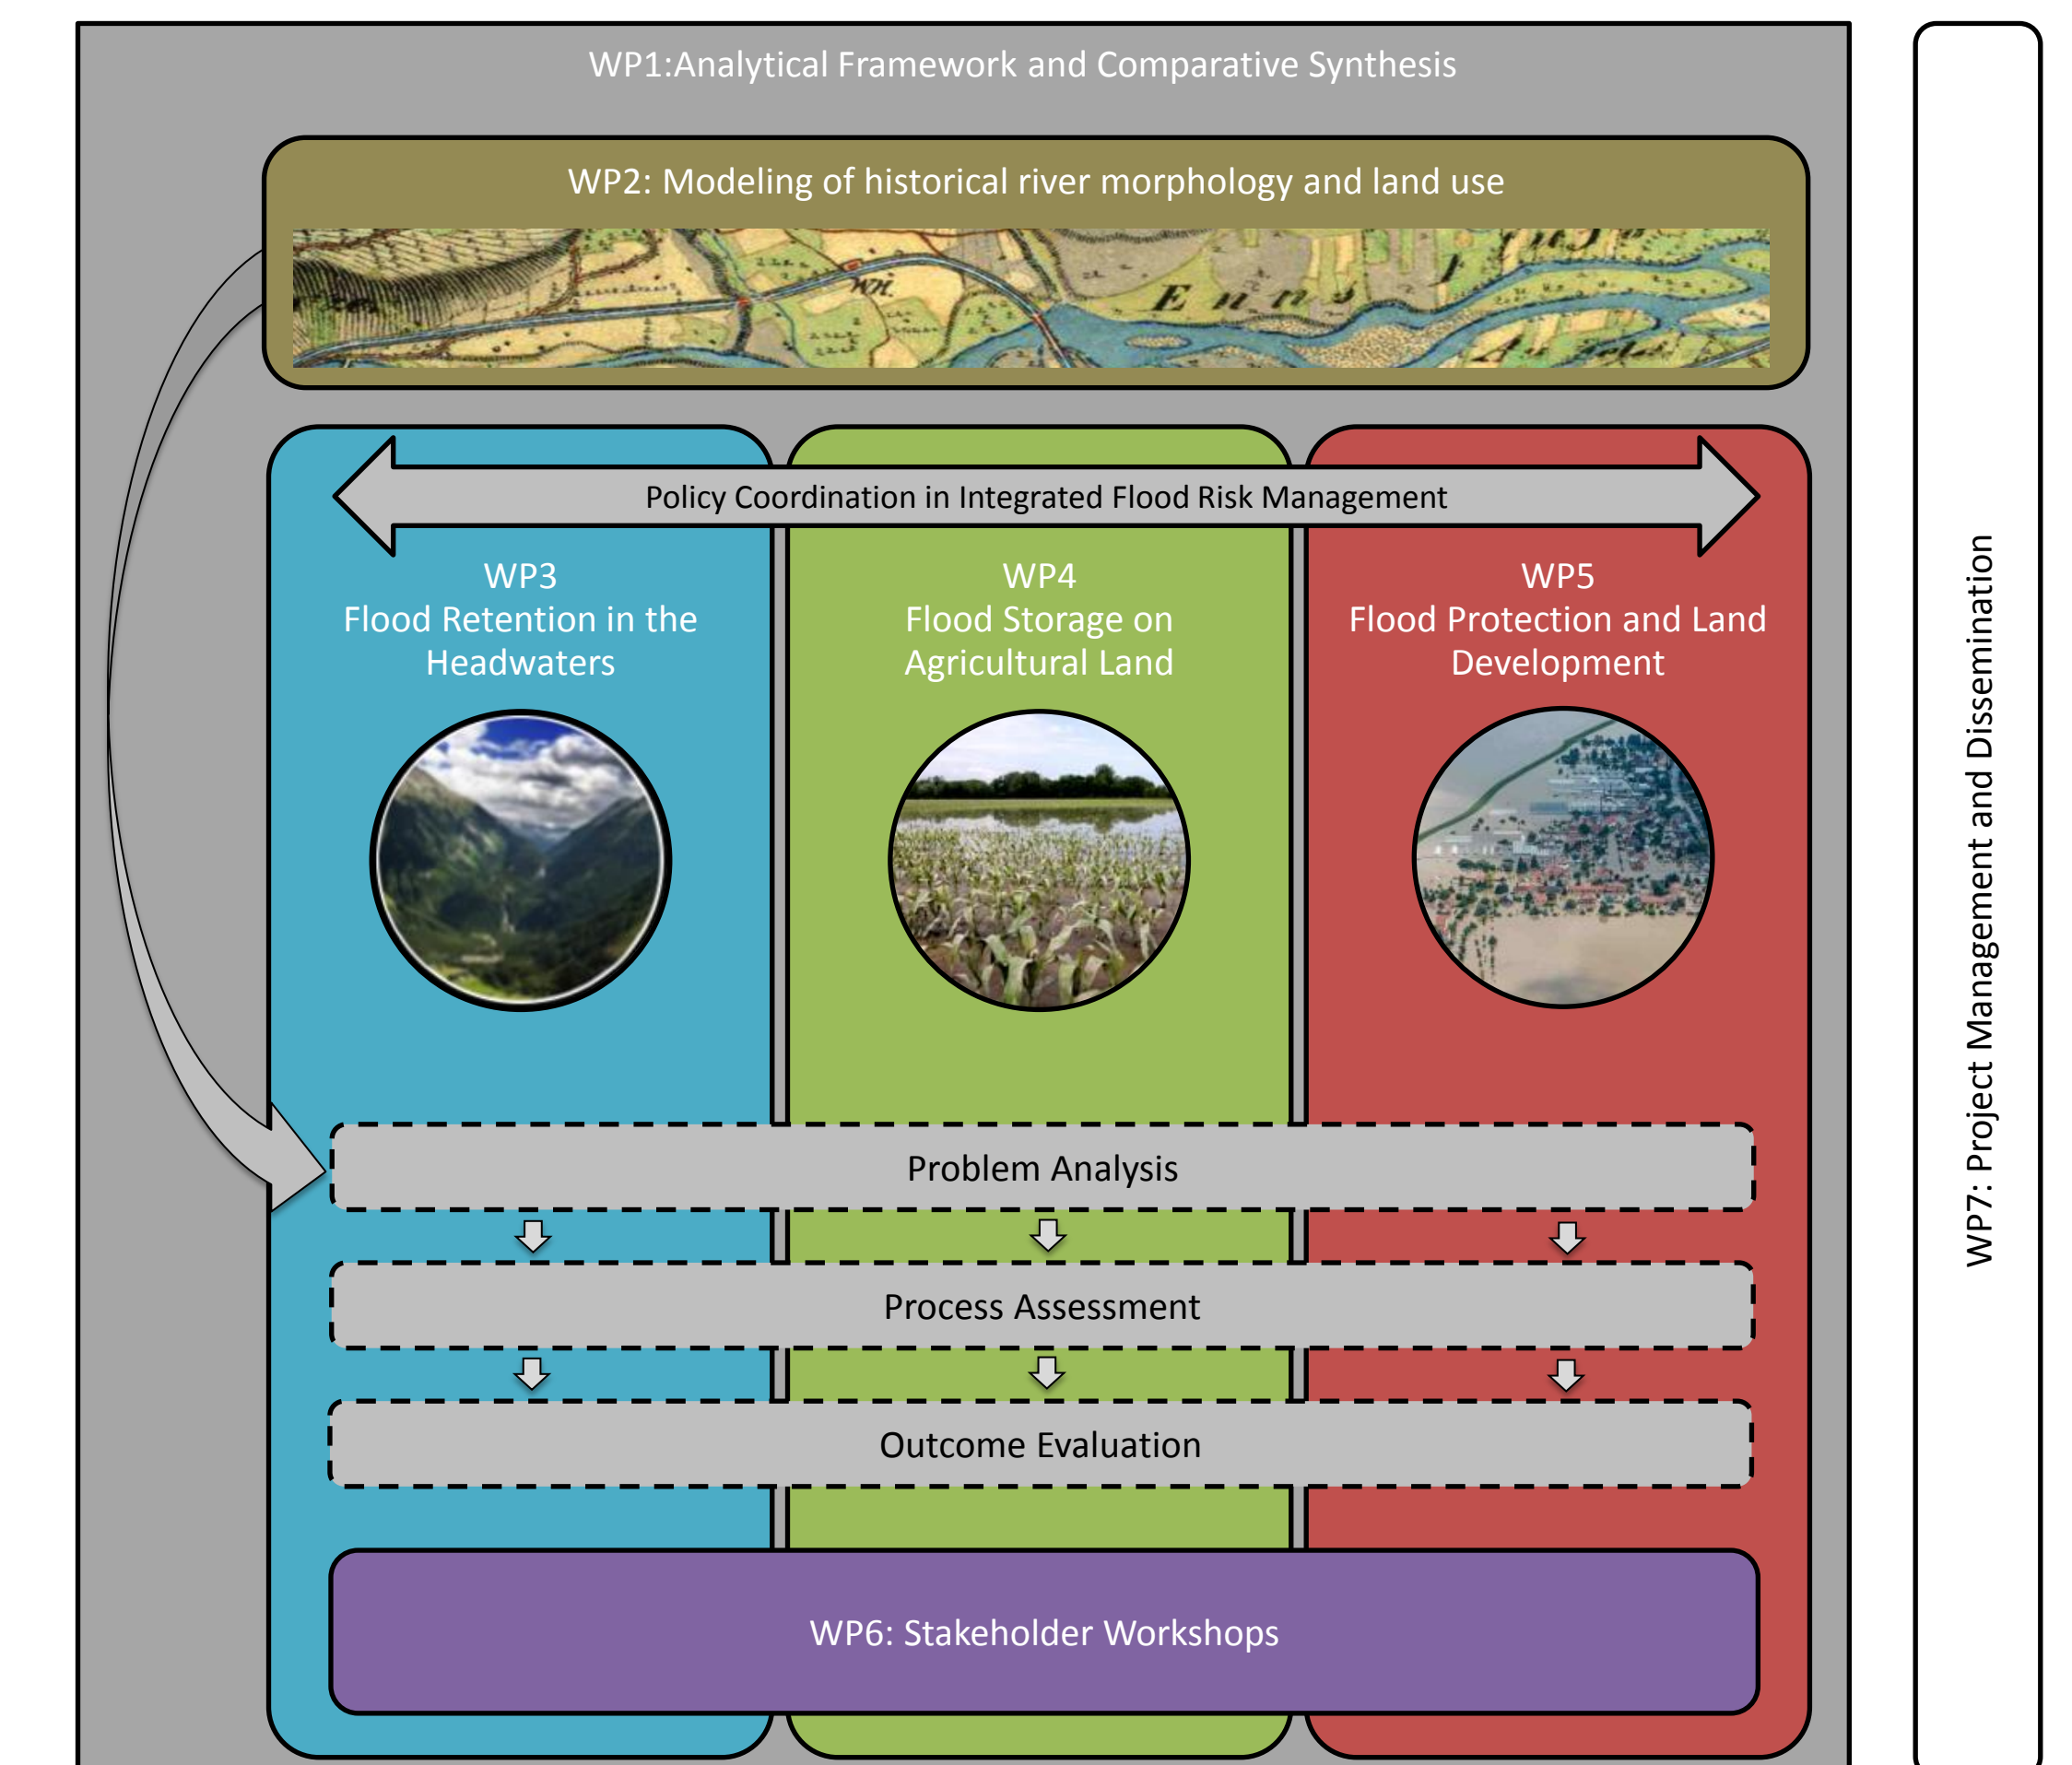 WP1:Analytical Framework and Comparative Synthesis
WP2: Modeling of historical river morphology and land use
WH.
E n n s
Policy Coordination in Integrated Flood Risk Management
WP3
Flood Retention in the
Headwaters
WP4
Flood Storage on
Agricultural Land
WP5
Flood Protection and Land
Development
Problem Analysis
Process Assessment
Outcome Evaluation
WP6: Stakeholder Workshops
WP7: Project Management and Dissemination